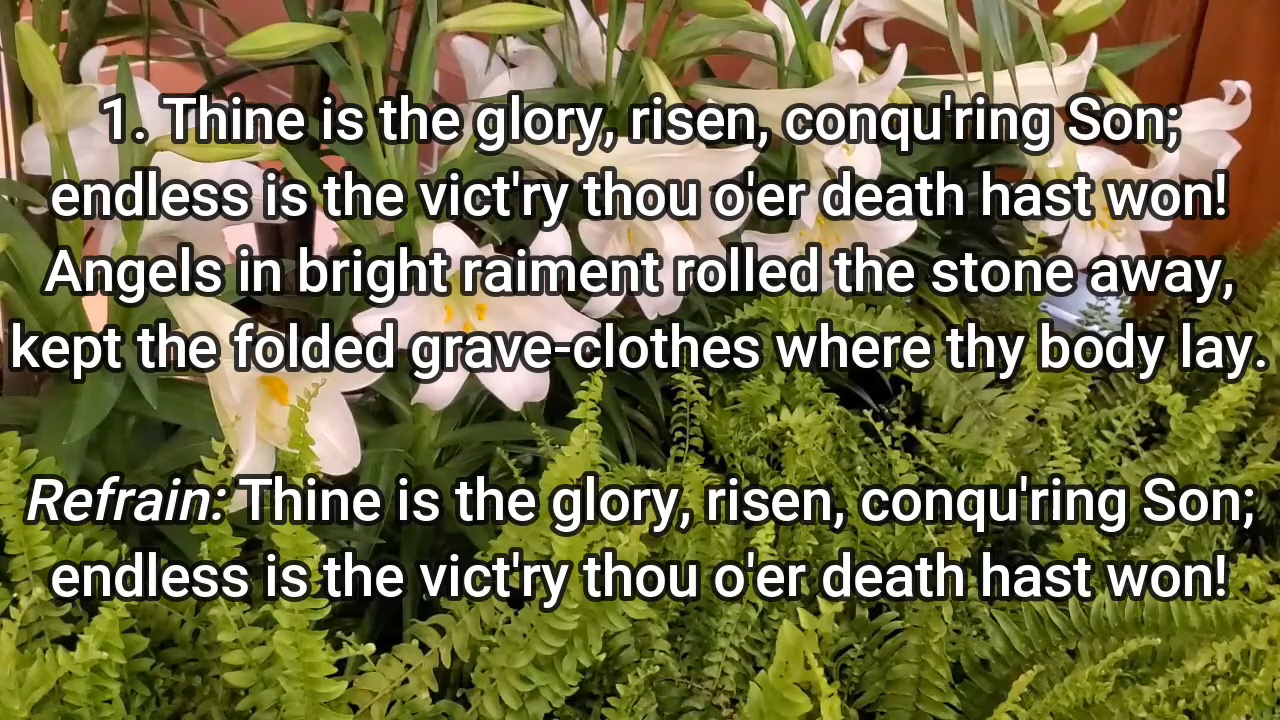 1. Thine is the glory, risen, conqu'ring Son;
endless is the vict'ry thou o'er death hast won!
Angels in bright raiment rolled the stone away,
kept the folded grave-clothes where thy body lay.
Refrain: Thine is the glory, risen, conqu'ring Son;
endless is the vict'ry thou o'er death hast won!